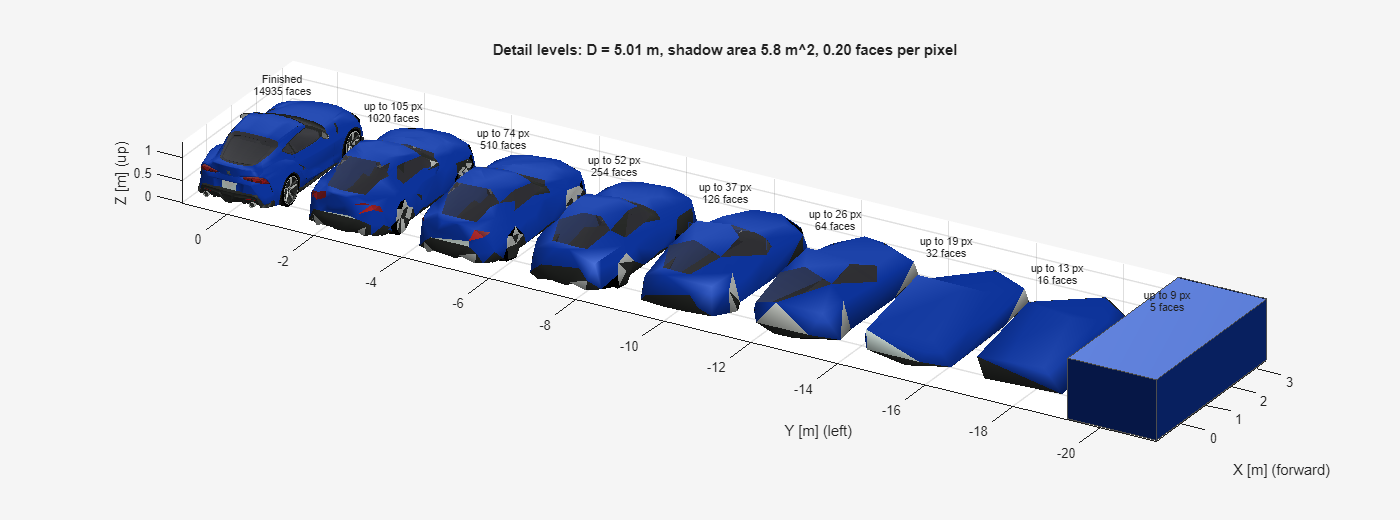 Detail levels: D = 5.01 m, shadow area 5.8 m^2, 0.20 faces per pixel
Finished
14935 faces
up to 105 px
1020 faces
up to 74 px
510 faces
up to 52 px
254 faces
up to 37 px
126 faces
up to 26 px
64 faces
up to 19 px
32 faces
up to 13 px
16 faces
up to 9 px
5 faces
Z [m] (up)
1
0.5
0
0
-2
-4
-6
-8
-10
-12
-14
-16
-18
-20
Y [m] (left)
3
2
1
0
X [m] (forward)